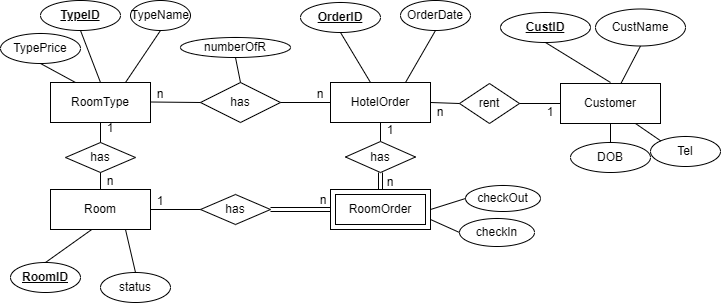 TypeID
TypeName
OrderID
OrderDate
CustID
CustName
TypePrice
numberOfR
RoomType
n
has
n
HotelOrder
n
rent
1
Customer
1
1
has
has
DOB
Tel
n
n
Room
1
has
n
RoomOrder
checkOut
checkIn
RoomID
status